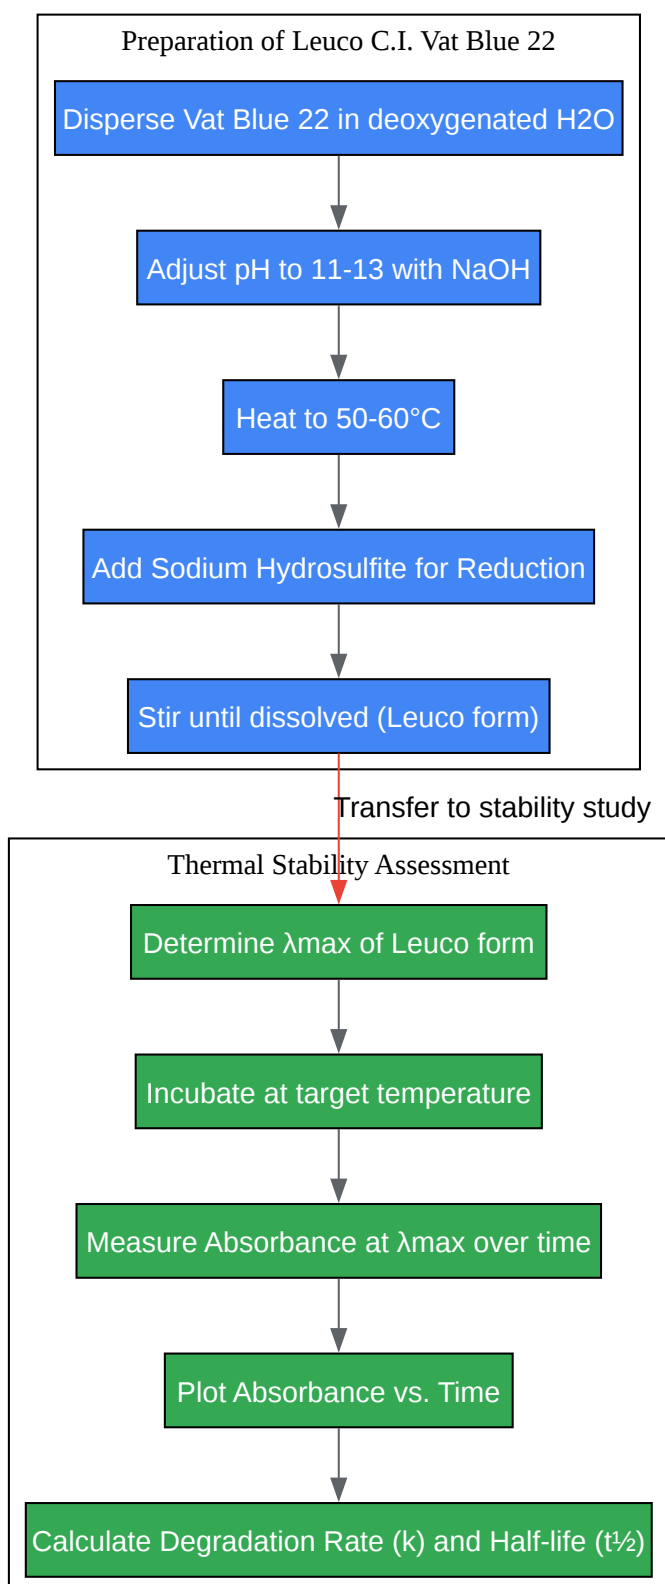 Preparation of Leuco C.I. Vat Blue 22
Disperse Vat Blue 22 in deoxygenated H2O
Adjust pH to 11-13 with NaOH
Heat to 50-60°C
Add Sodium Hydrosulfite for Reduction
Stir until dissolved (Leuco form)
Transfer to stability study
Thermal Stability Assessment
Determine λmax of Leuco form
Incubate at target temperature
Measure Absorbance at λmax over time
Plot Absorbance vs. Time
Calculate Degradation Rate (k) and Half-life (t½)